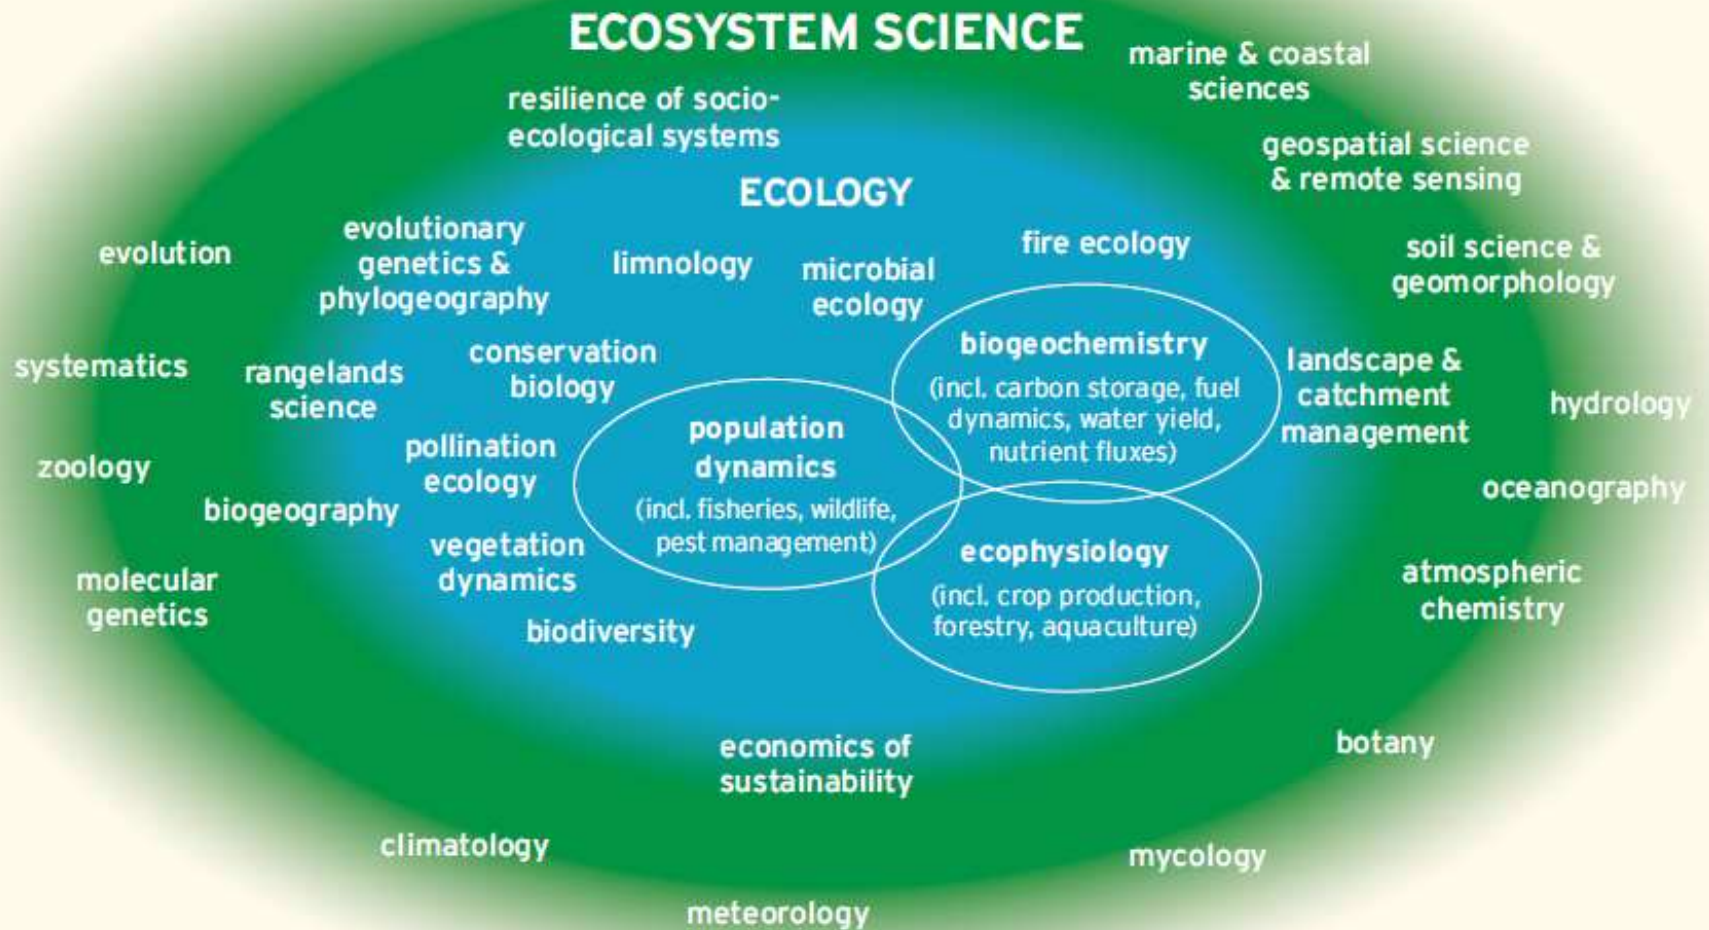 ECOSYSTEM SCIENCE
marine & coastal
sciences
resilience of socio-
ecological systems
geospatial science
& remote sensing
ECOLOGY
evolution
evolutionary
genetics &
phylogeography
limnology
microbial
ecology
fire ecology
soil science &
geomorphology
systematics
rangelands
science
conservation
biology
biogeochemistry
(incl. carbon storage, fuel
dynamics, water yield,
nutrient fluxes)
landscape &
catchment
management
hydrology
zoology
pollination
ecology
population
dynamics
(incl. fisheries, wildlife,
pest management)
oceanography
biogeography
vegetation
dynamics
ecophysiology
(incl. crop production,
forestry, aquaculture)
atmospheric
chemistry
molecular
genetics
biodiversity
economics of
sustainability
botany
climatology
mycology
meteorology